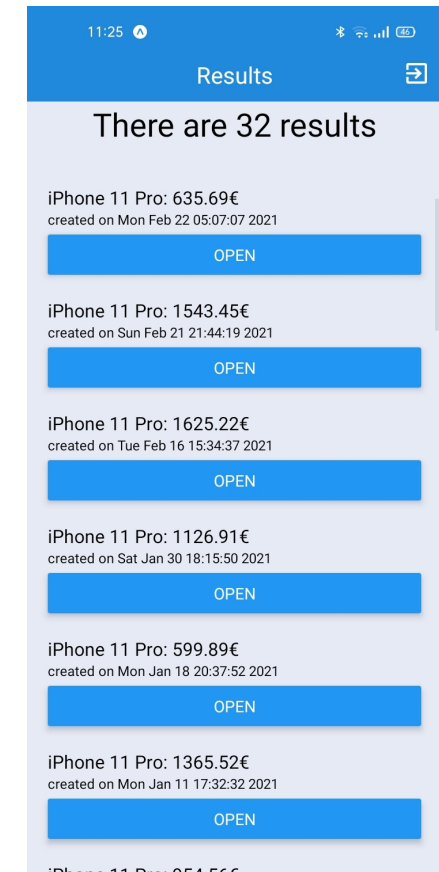 11:25
46
Results
There are 32 results
iPhone 11 Pro: 635.69€
created on Mon Feb 22 05:07:07 2021
OPEN
iPhone 11 Pro: 1543.45€
created on Sun Feb 21 21:44:19 2021
OPEN
iPhone 11 Pro: 1625.22€
created on Tue Feb 16 15:34:37 2021
OPEN
iPhone 11 Pro: 1126.91€
created on Sat Jan 30 18:15:50 2021
OPEN
iPhone 11 Pro: 599.89€
created on Mon Jan 18 20:37:52 2021
OPEN
iPhone 11 Pro: 1365.52€
created on Mon Jan 11 17:32:32 2021
OPEN
iPhone 11 Pro: